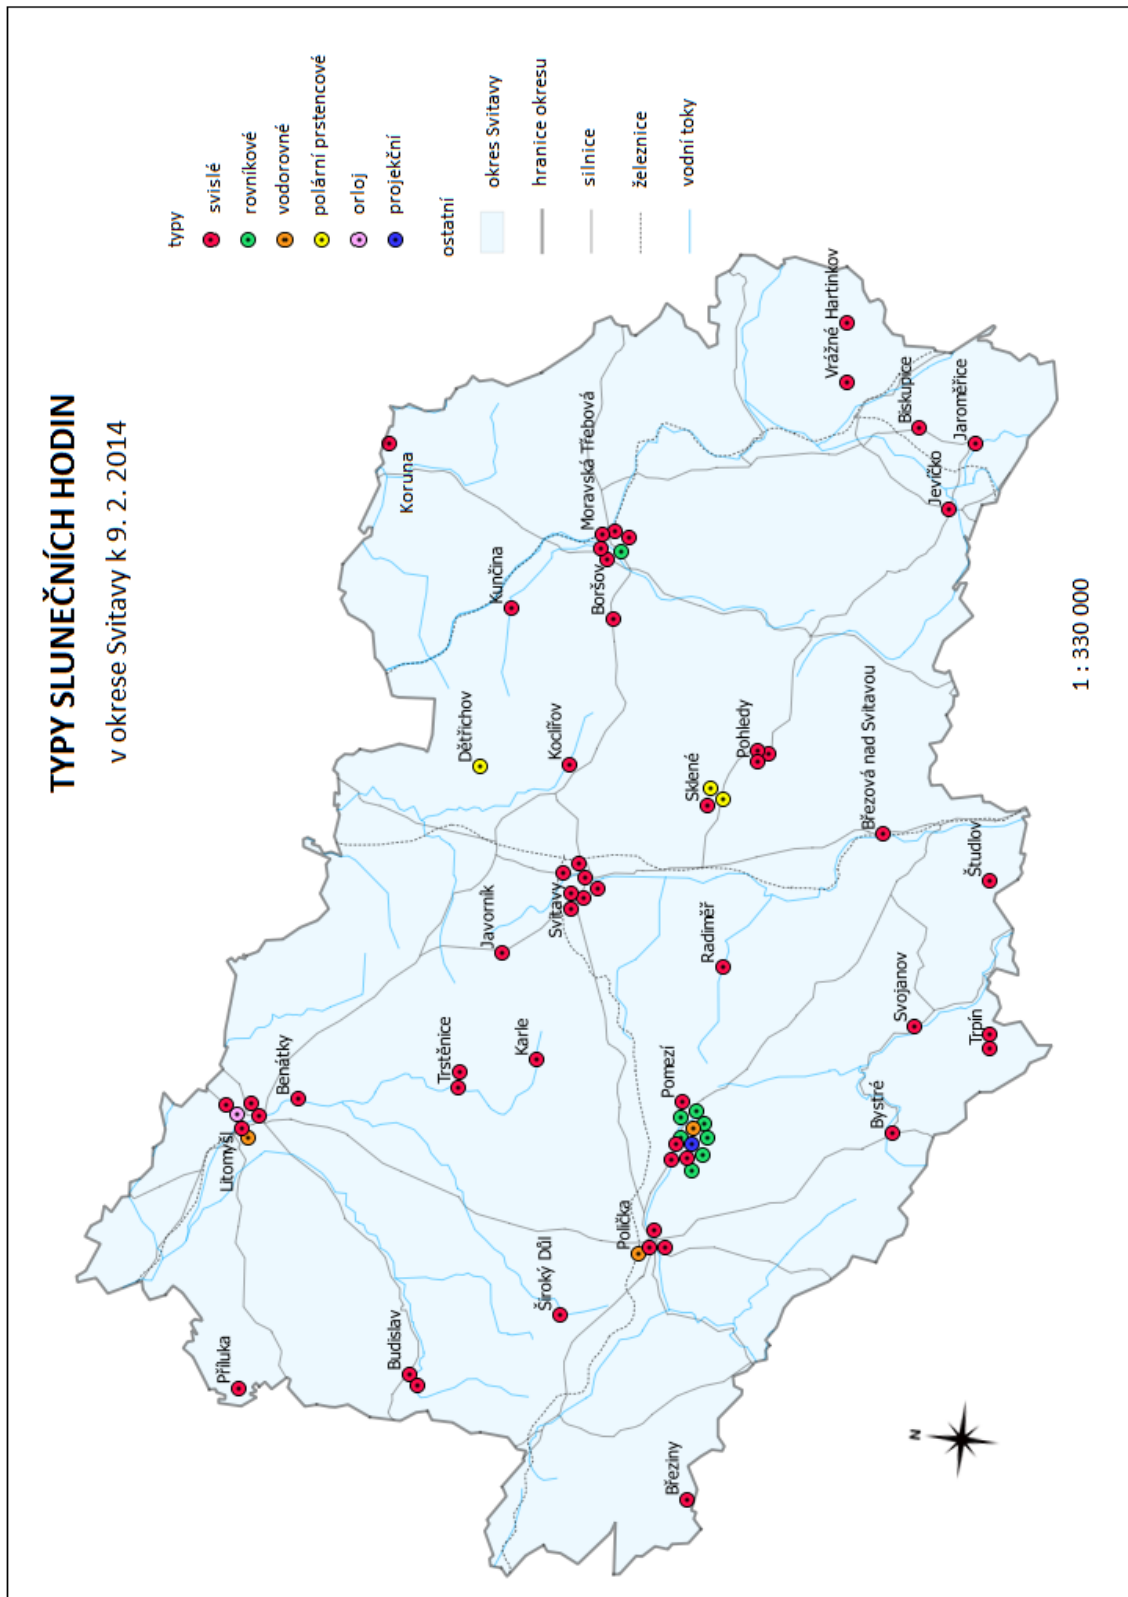 TYPY SLUNEČNÍCH HODIN
v okrese Svitavy k 9. 2. 2014
typy
svislé
rovníkové
vodorovné
polární prstencové
orloj
projekční
ostatní
okres Svitavy
hranice okresu
silnice
železnice
vodní toky
Příluka
Litomyšl
Benátky
Budislav
Trstěnice
Karle
Javorník
Široký Důl
Svitavy
Dětřichov
Koclířov
Kunčina
Koruna
Boršov
Moravská Třebová
Polička
Pomezí
Radiměř
Sklené
Pohledy
Březiny
Bystré
Svojanov
Trpín
Študlov
Březová nad Svitavou
Vrážné
Hartinkov
Biskupice
Jevíčko
Jaroměřice
N
1 : 330 000